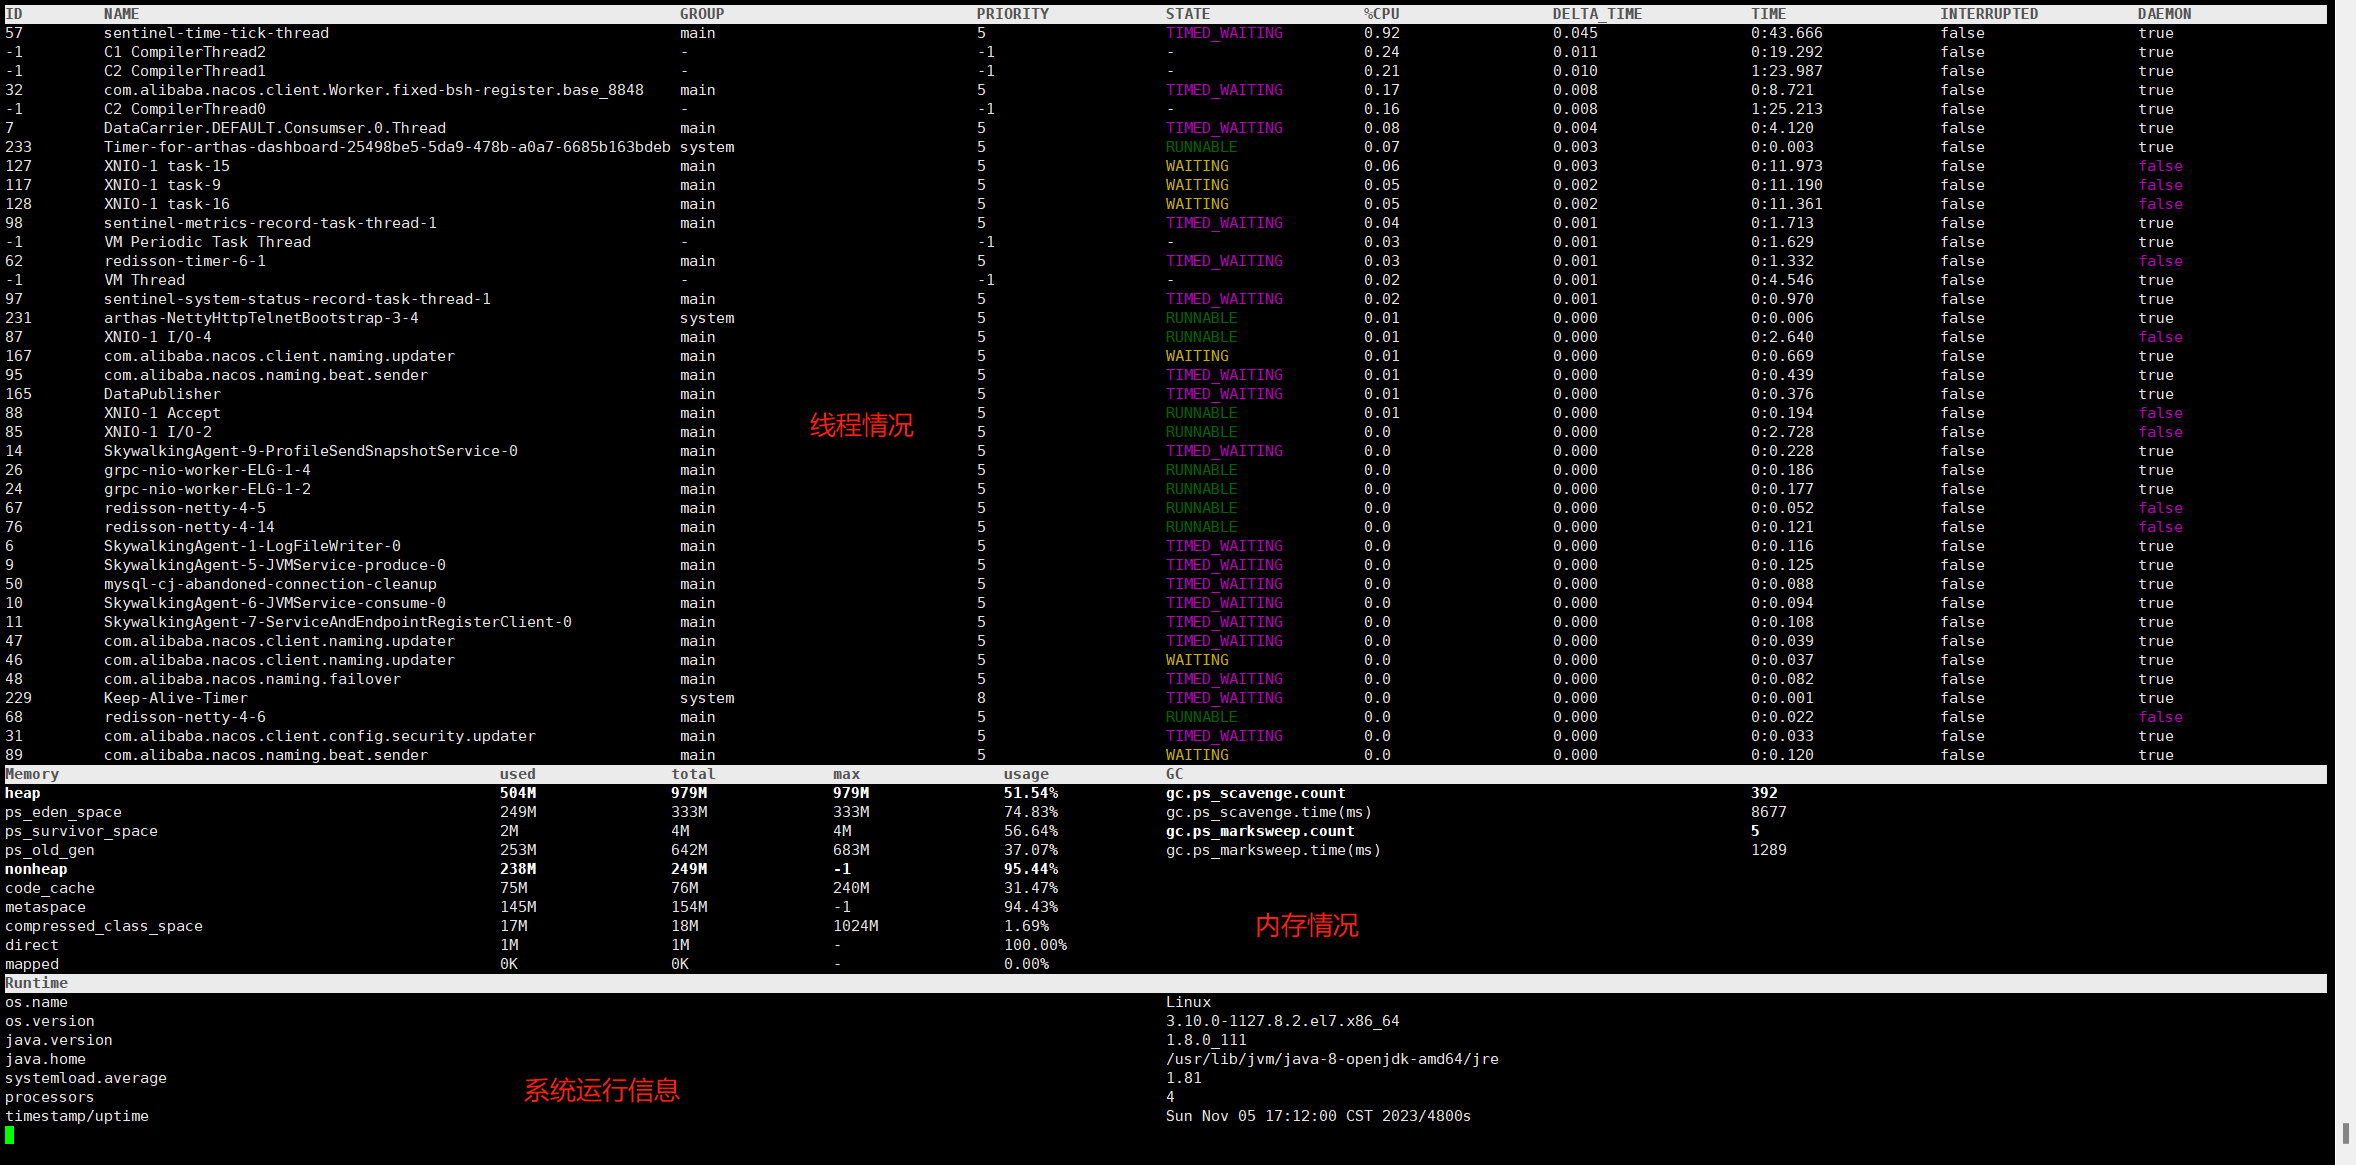 ID NAME GROUP PRIORITY STATE %CPU DELTA_TIME TIME INTERRUPTED DAEMON
57 sentinel-time-tick-thread main 5 TIMED_WAITING 0.92 0.045 0:43.666 false true
-1 C1 CompilerThread2 - -1 - 0.24 0.011 0:19.292 false true
-1 C2 CompilerThread1 - -1 - 0.21 0.010 1:23.987 false true
32 com.alibaba.nacos.client.Worker.fixed-bsh-register.base_8848 main 5 TIMED_WAITING 0.17 0.008 0:8.721 false true
-1 C2 CompilerThread0 - -1 - 0.16 0.008 1:25.213 false true
7 DataCarrier.DEFAULT.Consumser.0.Thread main 5 TIMED_WAITING 0.08 0.004 0:4.120 false true
233 Timer-for-arthas-dashboard-25498be5-5da9-478b-a0a7-6685b163bdeb system 5 RUNNABLE 0.07 0.003 0:0.003 false true
127 XNIO-1 task-15 main 5 WAITING 0.06 0.003 0:11.973 false false
117 XNIO-1 task-9 main 5 WAITING 0.05 0.002 0:11.190 false false
128 XNIO-1 task-16 main 5 WAITING 0.05 0.002 0:11.361 false false
98 sentinel-metrics-record-task-thread-1 main 5 TIMED_WAITING 0.04 0.001 0:1.713 false true
-1 VM Periodic Task Thread - -1 - 0.03 0.001 0:1.629 false true
62 redisson-timer-6-1 main 5 TIMED_WAITING 0.03 0.001 0:1.332 false false
-1 VM Thread - -1 - 0.02 0.001 0:4.546 false true
97 sentinel-system-status-record-task-thread-1 main 5 TIMED_WAITING 0.02 0.001 0:0.970 false true
231 arthas-NettyHttpTelnetBootstrap-3-4 system 5 RUNNABLE 0.01 0.000 0:0.006 false true
87 XNIO-1 I/O-4 main 5 RUNNABLE 0.01 0.000 0:2.640 false false
167 com.alibaba.nacos.client.naming.updater main 5 WAITING 0.01 0.000 0:0.669 false true
95 com.alibaba.nacos.naming.beat.sender main 5 TIMED_WAITING 0.01 0.000 0:0.439 false true
165 DataPublisher main 5 TIMED_WAITING 0.01 0.000 0:0.376 false true
88 XNIO-1 Accept main 5 RUNNABLE 0.01 0.000 0:0.194 false false
线程情况
85 XNIO-1 I/O-2 main 5 RUNNABLE 0.0 0.000 0:2.728 false false
14 SkywalkingAgent-9-ProfileSendSnapshotService-0 main 5 TIMED_WAITING 0.0 0.000 0:0.228 false true
26 grpc-nio-worker-ELG-1-4 main 5 RUNNABLE 0.0 0.000 0:0.186 false true
24 grpc-nio-worker-ELG-1-2 main 5 RUNNABLE 0.0 0.000 0:0.177 false true
67 redisson-netty-4-5 main 5 RUNNABLE 0.0 0.000 0:0.052 false false
76 redisson-netty-4-14 main 5 RUNNABLE 0.0 0.000 0:0.121 false false
6 SkywalkingAgent-1-LogFileWriter-0 main 5 TIMED_WAITING 0.0 0.000 0:0.116 false true
9 SkywalkingAgent-5-JVMService-produce-0 main 5 TIMED_WAITING 0.0 0.000 0:0.125 false true
50 mysql-cj-abandoned-connection-cleanup main 5 TIMED_WAITING 0.0 0.000 0:0.088 false true
10 SkywalkingAgent-6-JVMService-consume-0 main 5 TIMED_WAITING 0.0 0.000 0:0.094 false true
11 SkywalkingAgent-7-ServiceAndEndpointRegisterClient-0 main 5 TIMED_WAITING 0.0 0.000 0:0.108 false true
47 com.alibaba.nacos.client.naming.updater main 5 TIMED_WAITING 0.0 0.000 0:0.039 false true
46 com.alibaba.nacos.client.naming.updater main 5 WAITING 0.0 0.000 0:0.037 false true
48 com.alibaba.nacos.naming.failover main 5 TIMED_WAITING 0.0 0.000 0:0.082 false true
229 Keep-Alive-Timer system 8 TIMED_WAITING 0.0 0.000 0:0.001 false true
68 redisson-netty-4-6 main 5 RUNNABLE 0.0 0.000 0:0.022 false false
31 com.alibaba.nacos.client.config.security.updater main 5 TIMED_WAITING 0.0 0.000 0:0.033 false true
89 com.alibaba.nacos.naming.beat.sender main 5 WAITING 0.0 0.000 0:0.120 false true
Memory used total max usage GC
heap 504M 979M 979M 51.54% gc.ps_scavenge.count 392
ps_eden_space 249M 333M 333M 74.83% gc.ps_scavenge.time(ms) 8677
ps_survivor_space 2M 4M 4M 56.64% gc.ps_marksweep.count 5
ps_old_gen 253M 642M 683M 37.07% gc.ps_marksweep.time(ms) 1289
nonheap 238M 249M -1 95.44%
code_cache 75M 76M 240M 31.47%
metaspace 145M 154M -1 94.43%
compressed_class_space 17M 18M 1024M 1.69%
内存情况
direct 1M 1M - 100.00%
mapped 0K 0K - 0.00%
Runtime
os.name Linux
os.version 3.10.0-1127.8.2.el7.x86_64
java.version 1.8.0_111
java.home /usr/lib/jvm/java-8-openjdk-amd64/jre
systemload.average 1.81
系统运行信息
processors 4
timestamp/uptime Sun Nov 05 17:12:00 CST 2023/4800s